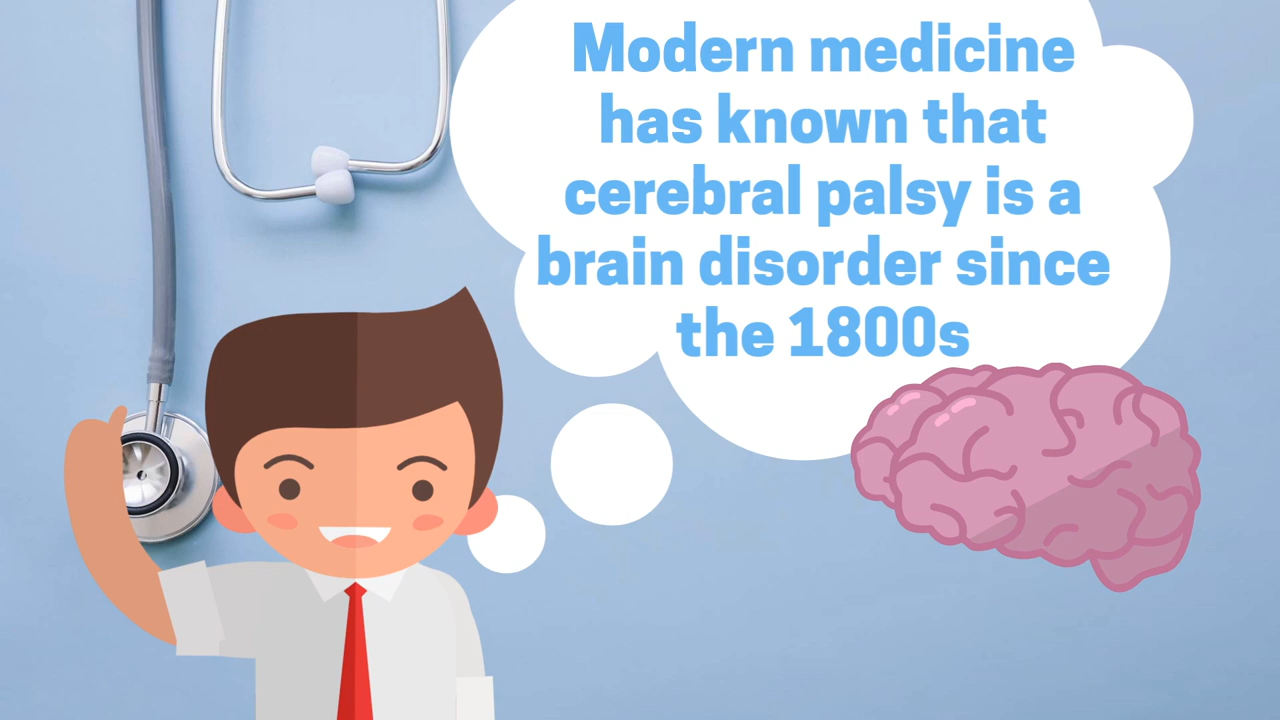 Modern medicine
has known that
cerebral palsy is a
brain disorder since
the 1800s